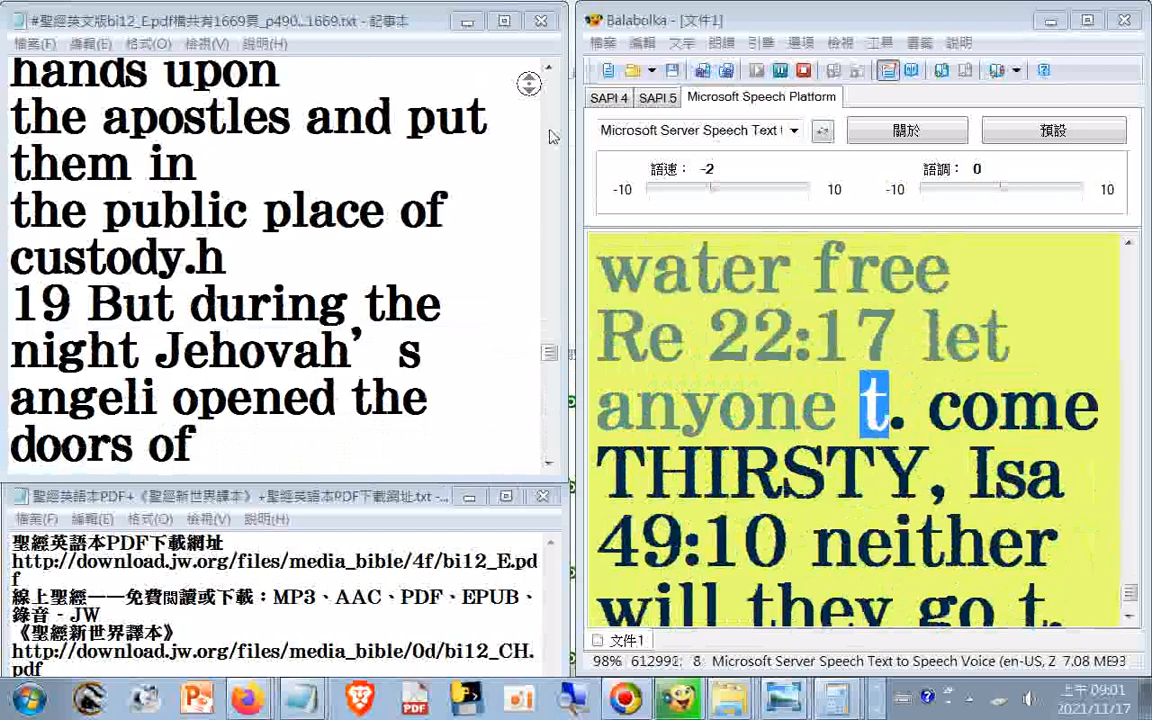 #聖經英文版bi12_E.pdf檔共有1669頁_p490...1669.txt - 記事本
檔案(F) 編輯(E) 格式(O) 檢視(V) 說明(H)
hands upon
the apostles and put
them in
the public place of
custody.h
19 But during the
night Jehovah’s
angeli opened the
doors of
聖經英語本PDF+《聖經新世界譯本》+聖經英語本PDF下載網址.txt -...
檔案(F) 編輯(E) 格式(O) 檢視(V) 說明(H)
聖經英語本PDF下載網址
http://download.jw.org/files/media_bible/4f/bi12_E.pd
f
線上聖經——免費閱讀或下載：MP3、AAC、PDF、EPUB、
錄音 - JW
《聖經新世界譯本》
http://download.jw.org/files/media_bible/0d/bi12_CH.
pdf
Balabolka - [文件1]
檔案 編輯 文字 朗讀 引擎 選項 檢視 工具 書籤 說明
SAPI 4 SAPI 5 Microsoft Speech Platform
Microsoft Server Speech Text 關於 預設
語速： -2 語調： 0
-10 10 -10 10
water free
Re 22:17 let
anyone t. come
THIRSTY, Isa
49:10 neither
will they go t.
文件1
98% 612992: 8 Microsoft Server Speech Text to Speech Voice (en-US, Z 7.08 ME93
上午 09:01
2021/11/17